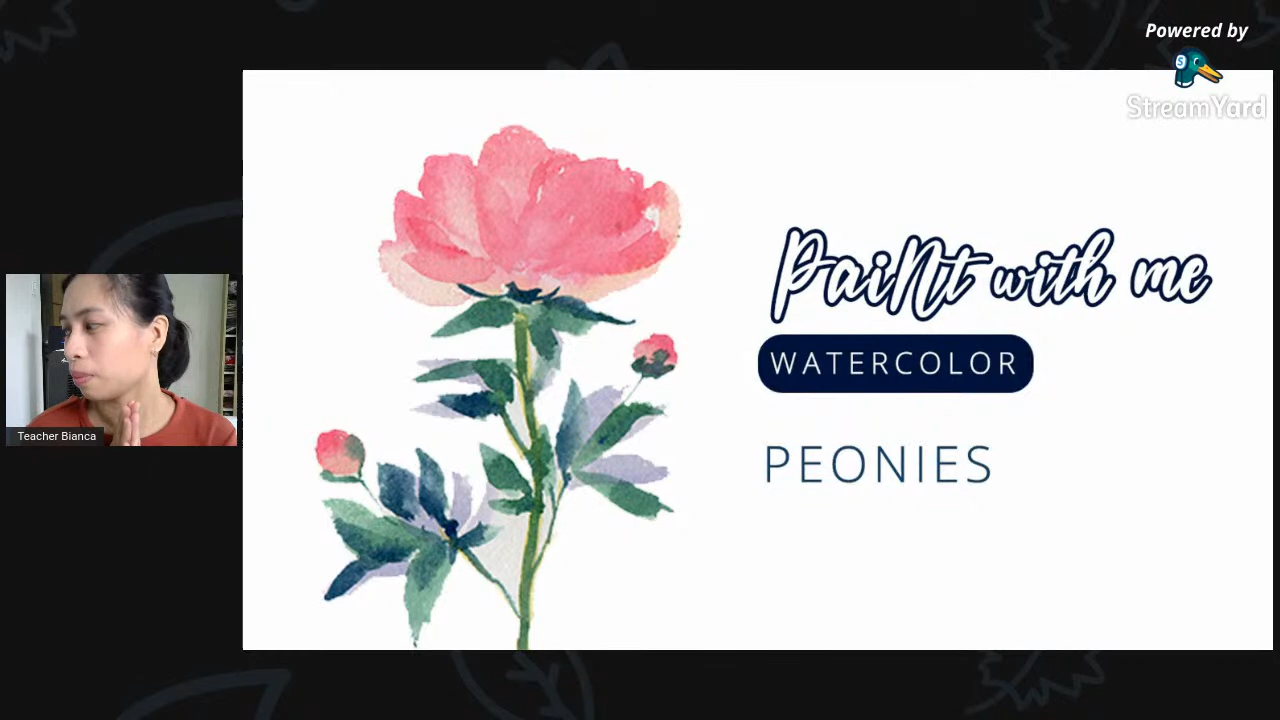 Powered by
StreamYard
PaiNt with me
WATERCOLOR
PEONIES
Teacher Bianca